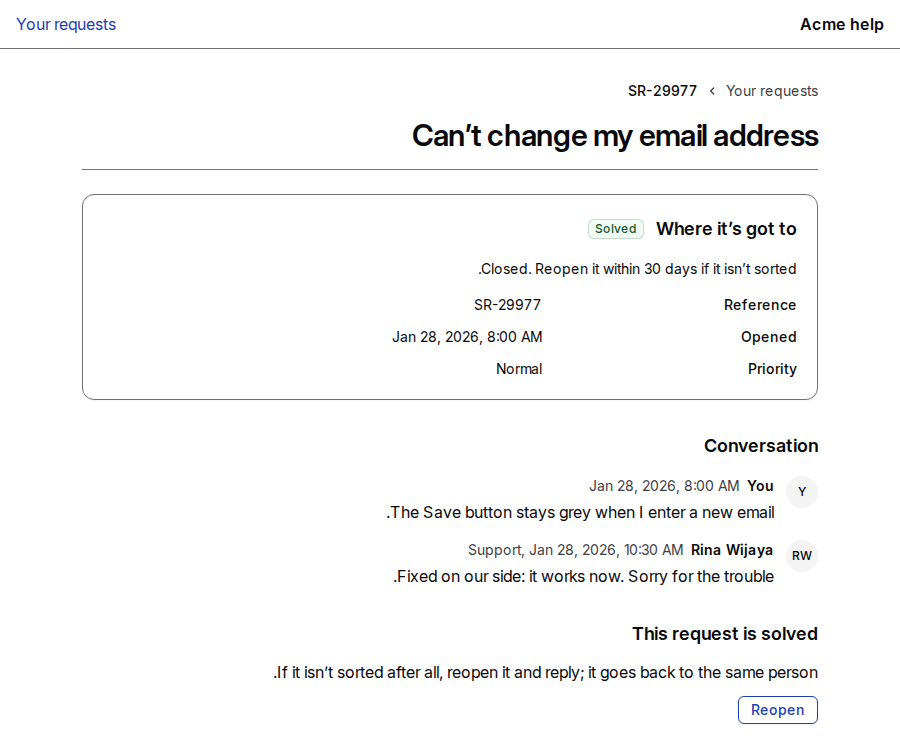 Acme help
Your requests
Your requests › SR-29977
Can’t change my email address
Where it’s got to Solved
Closed. Reopen it within 30 days if it isn’t sorted.
Reference SR-29977
Opened Jan 28, 2026, 8:00 AM
Priority Normal
Conversation
Y You Jan 28, 2026, 8:00 AM
The Save button stays grey when I enter a new email.
RW Rina Wijaya Support, Jan 28, 2026, 10:30 AM
Fixed on our side: it works now. Sorry for the trouble.
This request is solved
If it isn’t sorted after all, reopen it and reply; it goes back to the same person.
Reopen